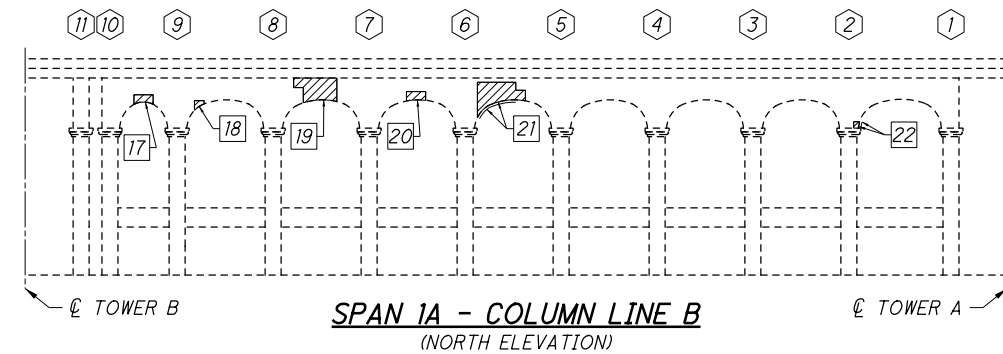 11 10 9 8 7 6 5 4 3 2 1
17 18 19 20 21 22
℄ TOWER B
℄ TOWER A
SPAN 1A - COLUMN LINE B
(NORTH ELEVATION)